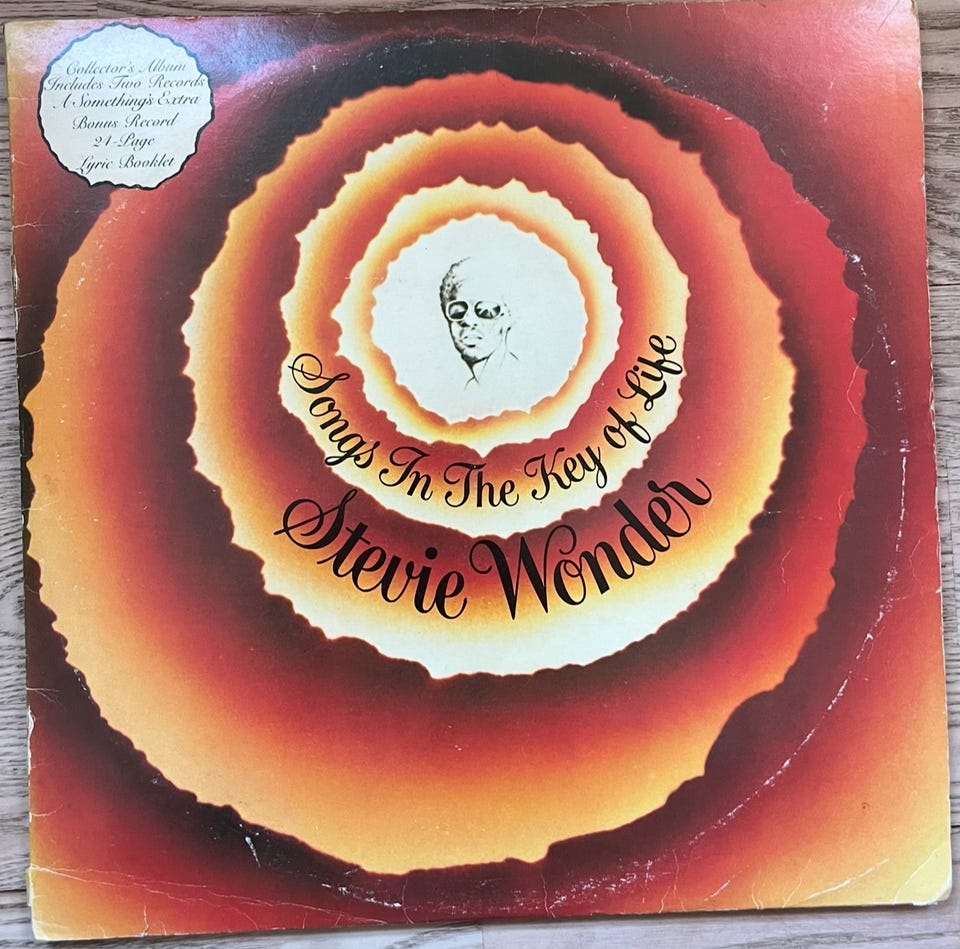 Collector's Album
Includes Two Records
A Something's Extra
Bonus Record
24-Page
Lyric Booklet
Songs In The Key of Life
Stevie Wonder